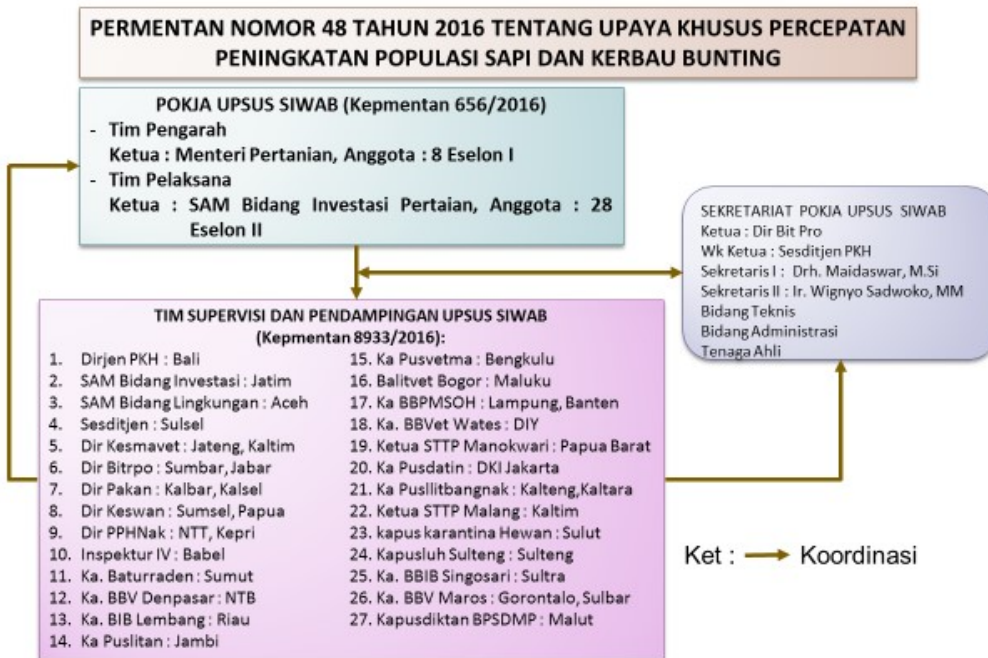 PERMENTAN NOMOR 48 TAHUN 2016 TENTANG UPAYA KHUSUS PERCEPATAN
PENINGKATAN POPULASI SAPI DAN KERBAU BUNTING
POKJA UPSUS SIWAB (Kepmentan 656/2016)
- Tim Pengarah
Ketua : Menteri Pertanian, Anggota : 8 Eselon I
- Tim Pelaksana
Ketua : SAM Bidang Investasi Pertaian, Anggota : 28
Eselon II
SEKRETARIAT POKJA UPSUS SIWAB
Ketua : Dir Bit Pro
Wk Ketua : Sesditjen PKH
Sekretaris I : Drh. Maidaswar, M.Si
Sekretaris II : Ir. Wignyo Sadwoko, MM
Bidang Teknis
Bidang Administrasi
Tenaga Ahli
TIM SUPERVISI DAN PENDAMPINGAN UPSUS SIWAB
(Kepmentan 8933/2016):
1. Dirjen PKH : Bali
2. SAM Bidang Investasi : Jatim
3. SAM Bidang Lingkungan : Aceh
4. Sesditjen : Sulsel
5. Dir Kesmavet : Jateng, Kaltim
6. Dir Bitrpo : Sumbar, Jabar
7. Dir Pakan : Kalbar, Kalsel
8. Dir Keswan : Sumsel, Papua
9. Dir PPHNak : NTT, Kepri
10. Inspektur IV : Babel
11. Ka. Baturraden : Sumut
12. Ka. BBV Denpasar : NTB
13. Ka. BIB Lembang : Riau
14. Ka Puslitan : Jambi
15. Ka Pusvetma : Bengkulu
16. Balitvet Bogor : Maluku
17. Ka BBPMSOH : Lampung, Banten
18. Ka. BBVet Wates : DIY
19. Ketua STTP Manokwari : Papua Barat
20. Ka Pusdatin : DKI Jakarta
21. Ka Pusllitbangnak : Kalteng,Kaltara
22. Ketua STTP Malang : Kaltim
23. kapus karantina Hewan : Sulut
24. Kapusluh Sulteng : Sulteng
25. Ka. BBIB Singosari : Sultra
26. Ka. BBV Maros : Gorontalo, Sulbar
27. Kapusdiktan BPSDMP : Malut
Ket : Koordinasi